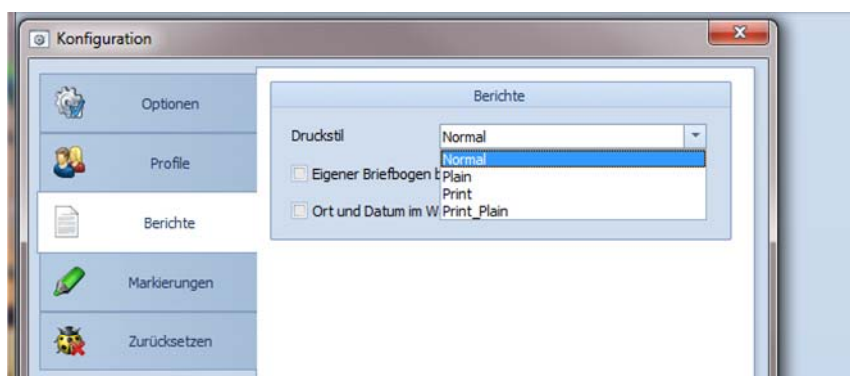 Konfiguration
Optionen
Profile
Berichte
Markierungen
Zurücksetzen
Berichte
Druckstil Normal
Normal
Eigener Briefbogen
Plain
Print
Ort und Datum im
Print_Plain